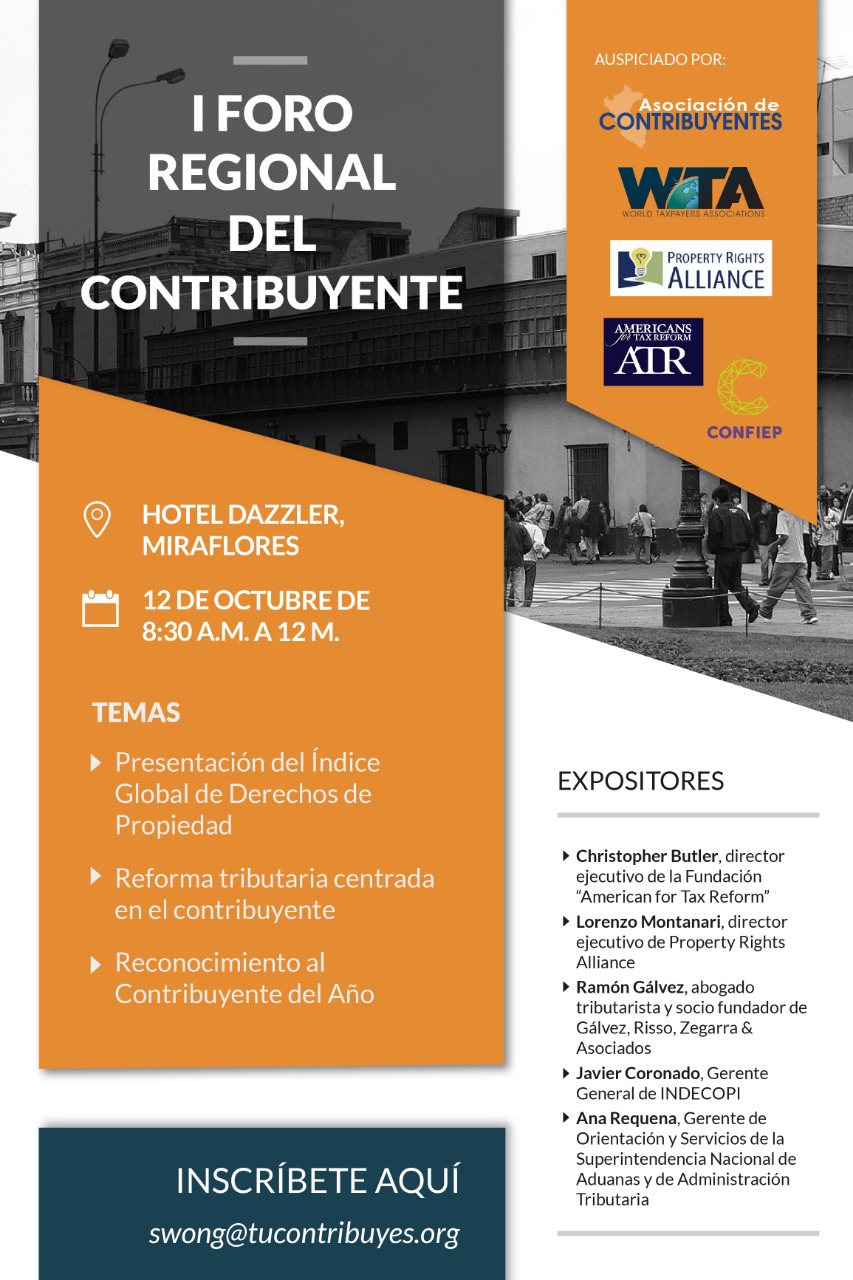 I FORO
REGIONAL
DEL
CONTRIBUYENTE
AUSPICIADO POR:
Asociación de
CONTRIBUYENTES
WTA
WORLD TAXPAYERS ASSOCIATIONS
PROPERTY RIGHTS
ALLIANCE
AMERICANS
for TAX REFORM
ATR
CONFIEP
HOTEL DAZZLER,
MIRAFLORES
12 DE OCTUBRE DE
8:30 A.M. A 12 M.
TEMAS
Presentación del Índice
Global de Derechos de
Propiedad
Reforma tributaria centrada
en el contribuyente
Reconocimiento al
Contribuyente del Año
INSCRÍBETE AQUÍ
swong@tucontribuyes.org
EXPOSITORES
Christopher Butler, director
ejecutivo de la Fundación
“American for Tax Reform”
Lorenzo Montanari, director
ejecutivo de Property Rights
Alliance
Ramón Gálvez, abogado
tributarista y socio fundador de
Gálvez, Risso, Zegarra &
Asociados
Javier Coronado, Gerente
General de INDECOPI
Ana Requena, Gerente de
Orientación y Servicios de la
Superintendencia Nacional de
Aduanas y de Administración
Tributaria